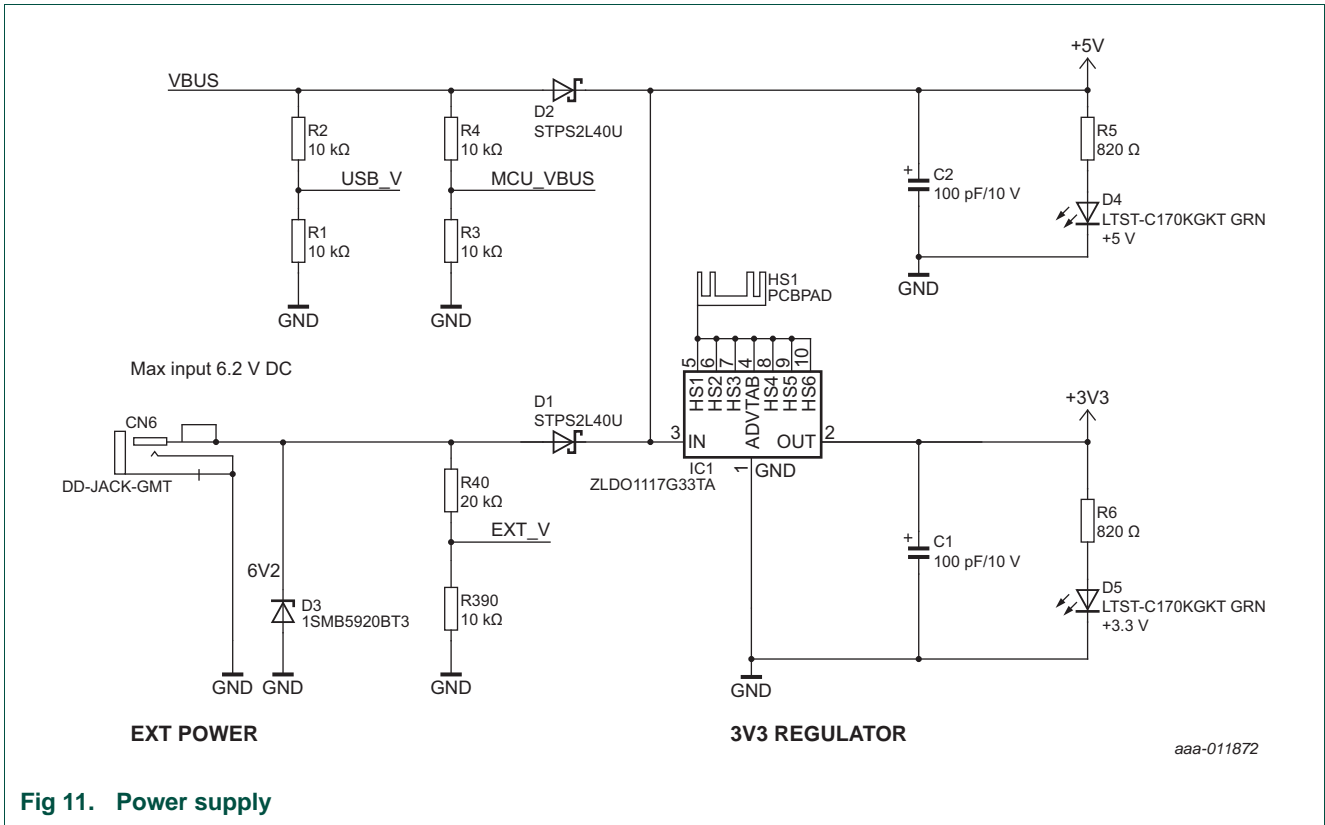 +5V
VBUS
D2
STPS2L40U
R2
10 kΩ
R4
10 kΩ
R5
820 Ω
USB_V
MCU_VBUS
+
C2
100 pF/10 V
D4
LTST-C170KGKT GRN
+5 V
R1
10 kΩ
R3
10 kΩ
GND
GND
GND
HS1
PCBPAD
Max input 6.2 V DC
5
6
7
4
8
9
10
HS1
HS2
HS3
ADVTAB
HS4
HS5
HS6
+3V3
CN6
DD-JACK-GMT
D1
STPS2L40U
3
IN
OUT
2
IC1
ZLDO1117G33TA
1
GND
R40
20 kΩ
EXT_V
R6
820 Ω
+
C1
100 pF/10 V
6V2
D3
1SMB5920BT3
R390
10 kΩ
D5
LTST-C170KGKT GRN
+3.3 V
GND
GND
GND
GND
EXT POWER
3V3 REGULATOR
aaa-011872
Fig 11. Power supply